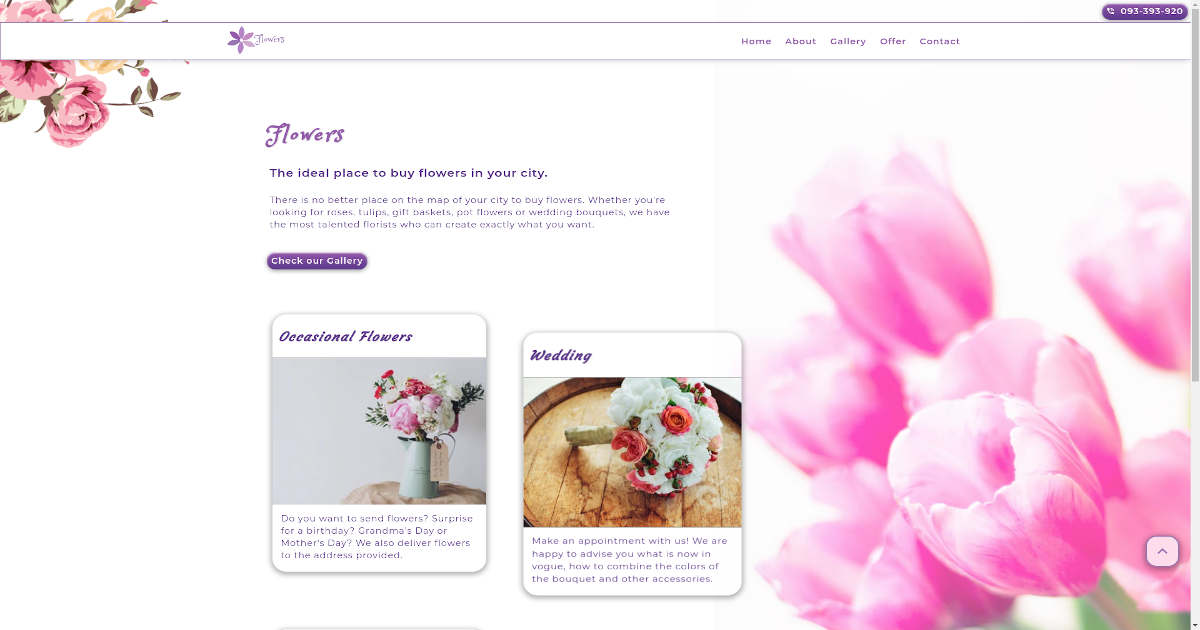 093-393-920
Flowers
Home About Gallery Offer Contact
Flowers
The ideal place to buy flowers in your city.
There is no better place on the map of your city to buy flowers. Whether you're
looking for roses, tulips, gift baskets, pot flowers or wedding bouquets, we have
the most talented florists who can create exactly what you want.
Check our Gallery
Occasional Flowers
Do you want to send flowers? Surprise
for a birthday? Grandma's Day or
Mother's Day? We also deliver flowers
to the address provided.
Wedding
Make an appointment with us! We are
happy to advise you what is now in
vogue, how to combine the colors of
the bouquet and other accessories.